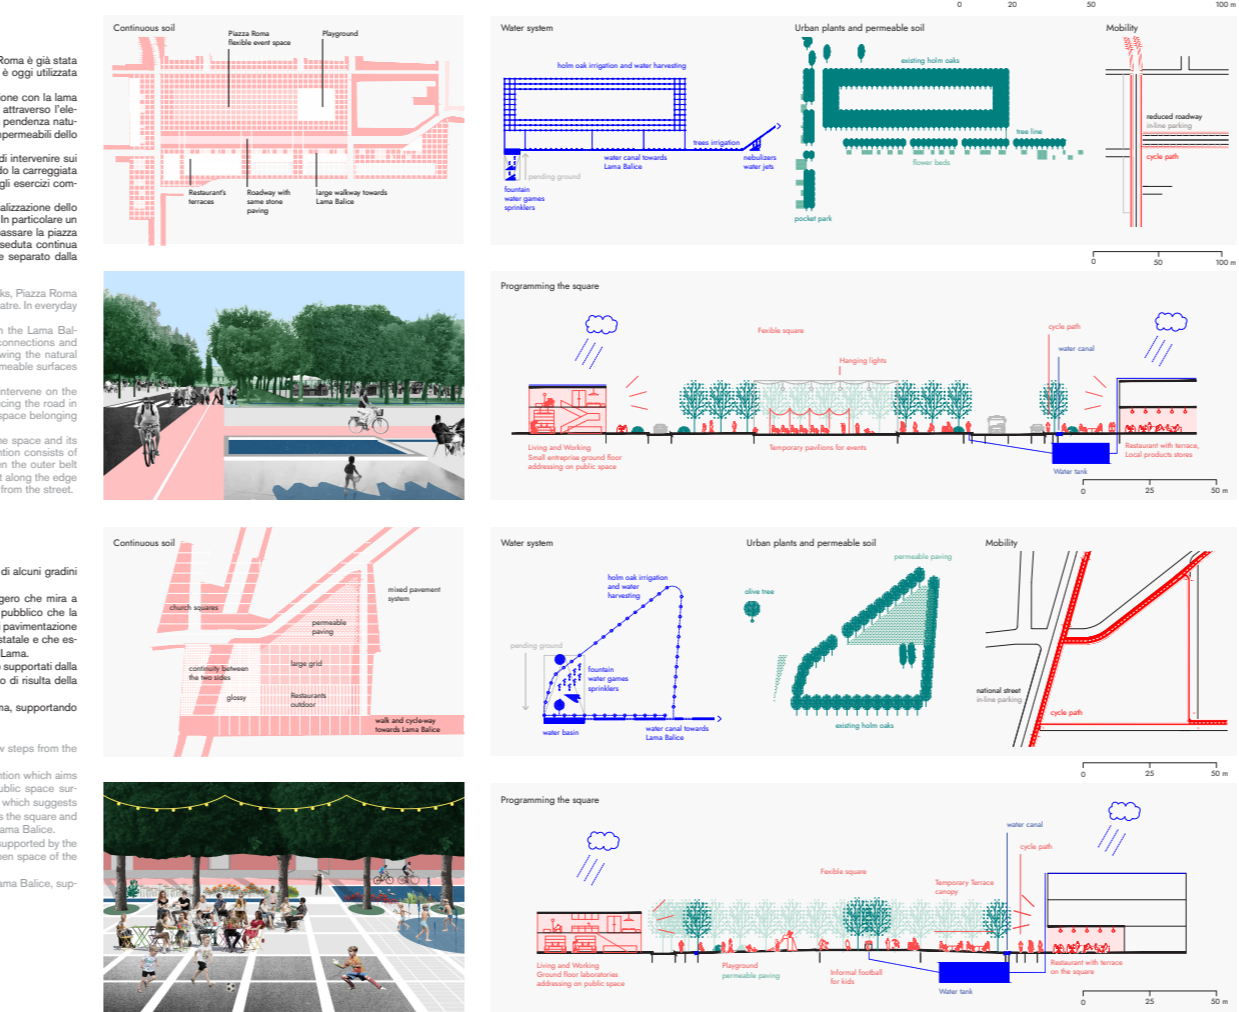 0 20 50 100 m
Roma è già stata
è oggi utilizzata
one con la lama
attraverso l'ele-
pendenza natu-
mpermeabili dello
di intervenire sui
do la carreggiata
gli esercizi com-
alizzazione dello
In particolare un
passare la piazza
seduta continua
e separato dalla
ks, Piazza Roma
atre. In everyday
n the Lama Bal-
connections and
wing the natural
meable surfaces
intervene on the
cing the road in
space belonging
he space and its
ntion consists of
en the outer belt
t along the edge
from the street.
Continuous soil
Piazza Roma
flexible event space
Playground
Restaurant's
terraces
Roadway with
same stone
paving
large walkway towards
Lama Balice
Water system
holm oak irrigation and water harvesting
trees irrigation
water canal towards
Lama Balice
nebulizers
water jets
pending ground
fountain
water games
sprinklers
Urban plants and permeable soil
existing holm oaks
tree line
flower beds
pocket park
Mobility
reduced roadway
in-line parking
cycle path
0 50 100 m
Programming the square
Fexible square
Hanging lights
cycle path
water canal
Living and Working
Small entreprise ground floor
addressing on public space
Temporary pavilions for events
Restaurant with terrace,
Local products stores
Water tank
0 25 50 m
di alcuni gradini
gero che mira a
pubblico che la
i pavimentazione
statale e che es-
Lama.
supportati dalla
o di risulta della
na, supportando
w steps from the
ntion which aims
ublic space sur-
which suggests
s the square and
ama Balice.
supported by the
pen space of the
ama Balice, sup-
Continuous soil
church squares
mixed pavement
system
permeable
paving
continuity between
the two sides
large grid
glossy
Restaurants
outdoor
walk and cycle-way
towards Lama Balice
Water system
holm oak irrigation
and water
harvesting
pending ground
fountain
water games
sprinklers
water basin
water canal towards
Lama Balice
Urban plants and permeable soil
permeable paving
olive tree
existing holm oaks
Mobility
national street
in-line parking
cycle path
0 25 50 m
Programming the square
water canal
cycle path
Fexible square
Temporary Terrace
canopy
Living and Working
Ground floor laboratories
addressing on public space
Playground
permeable paving
Informal football
for kids
Water tank
Restaurant with terrace
on the square
0 25 50 m